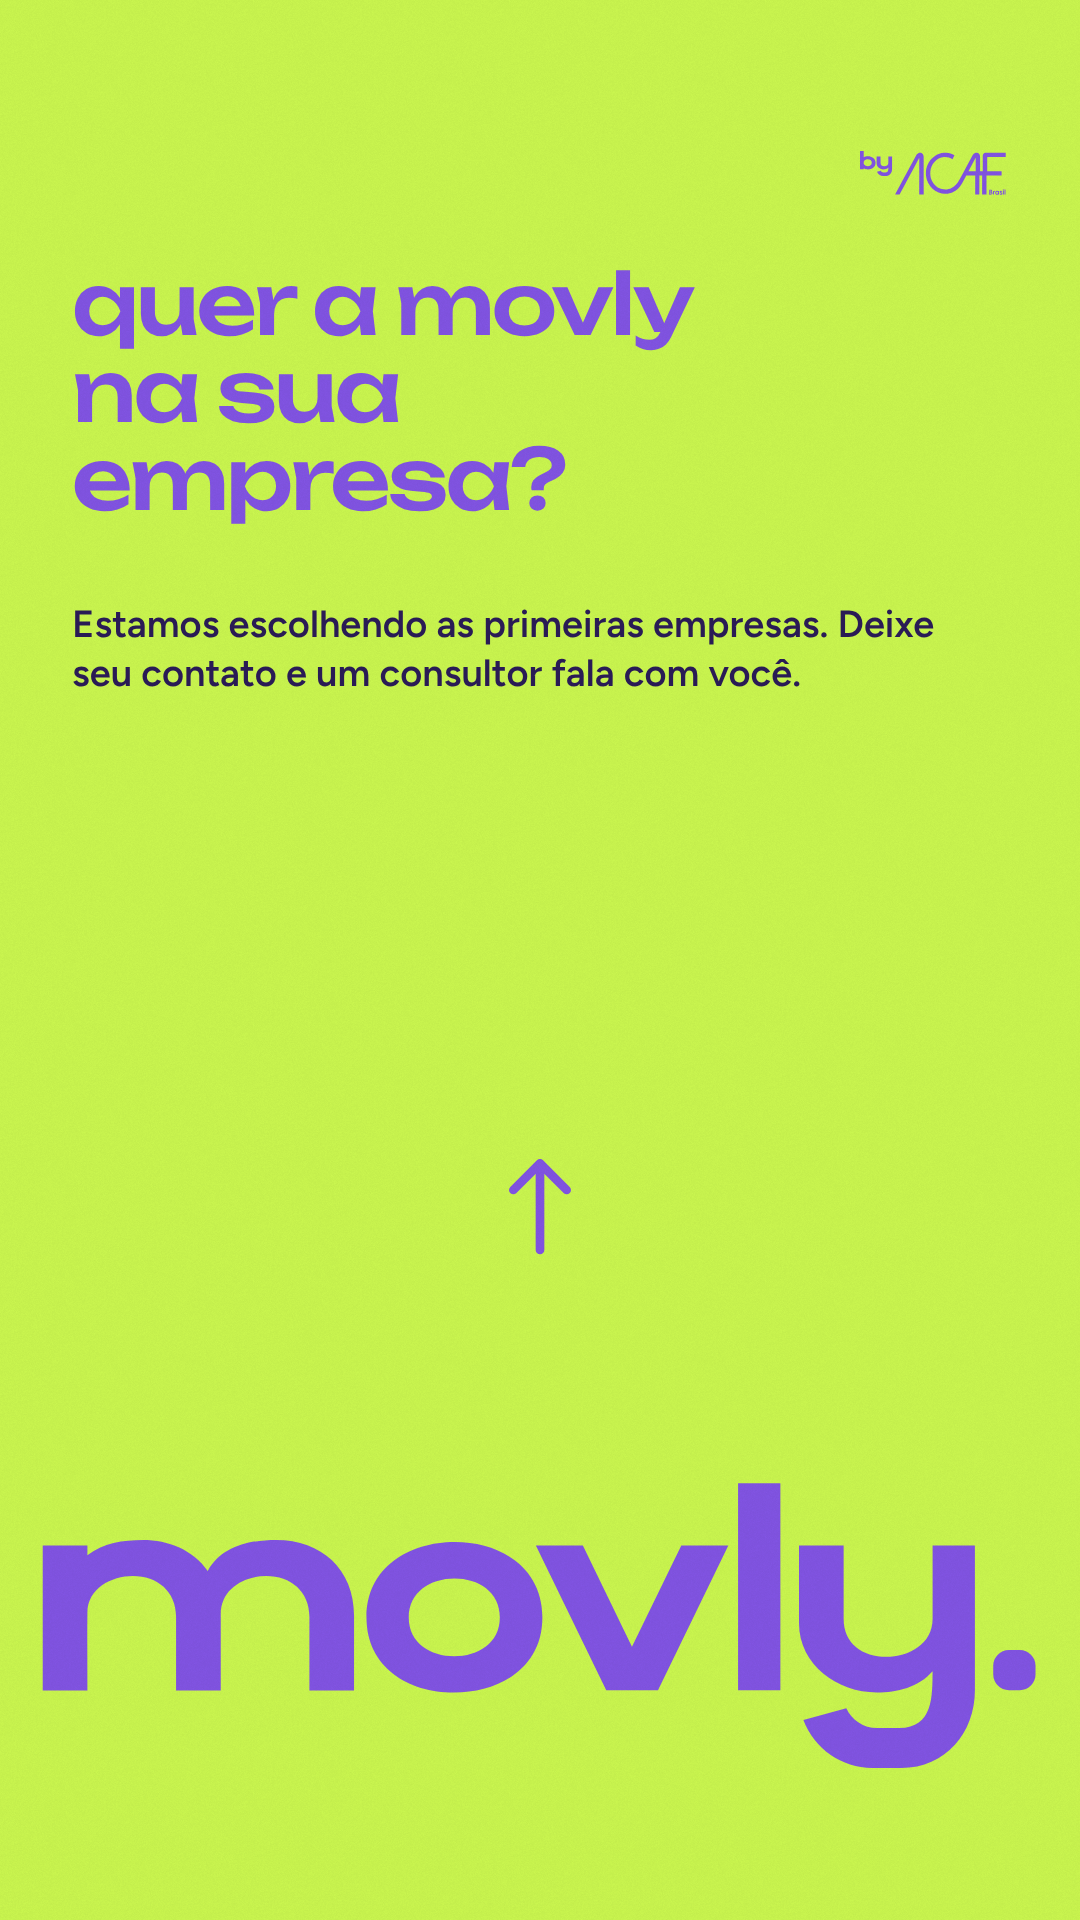 by ACAF
Brasil
quer a movly
na sua
empresa?
Estamos escolhendo as primeiras empresas. Deixe
seu contato e um consultor fala com você.
movly.